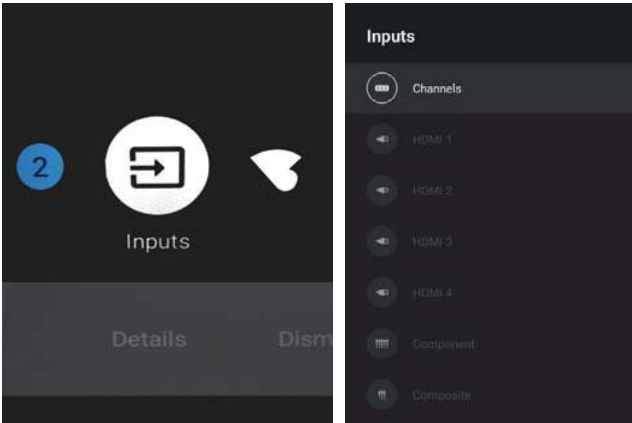 2
Inputs
Details
Dism
Inputs
Channels
HDMI 1
HDMI 2
HDMI 3
HDMI 4
Component
Composite